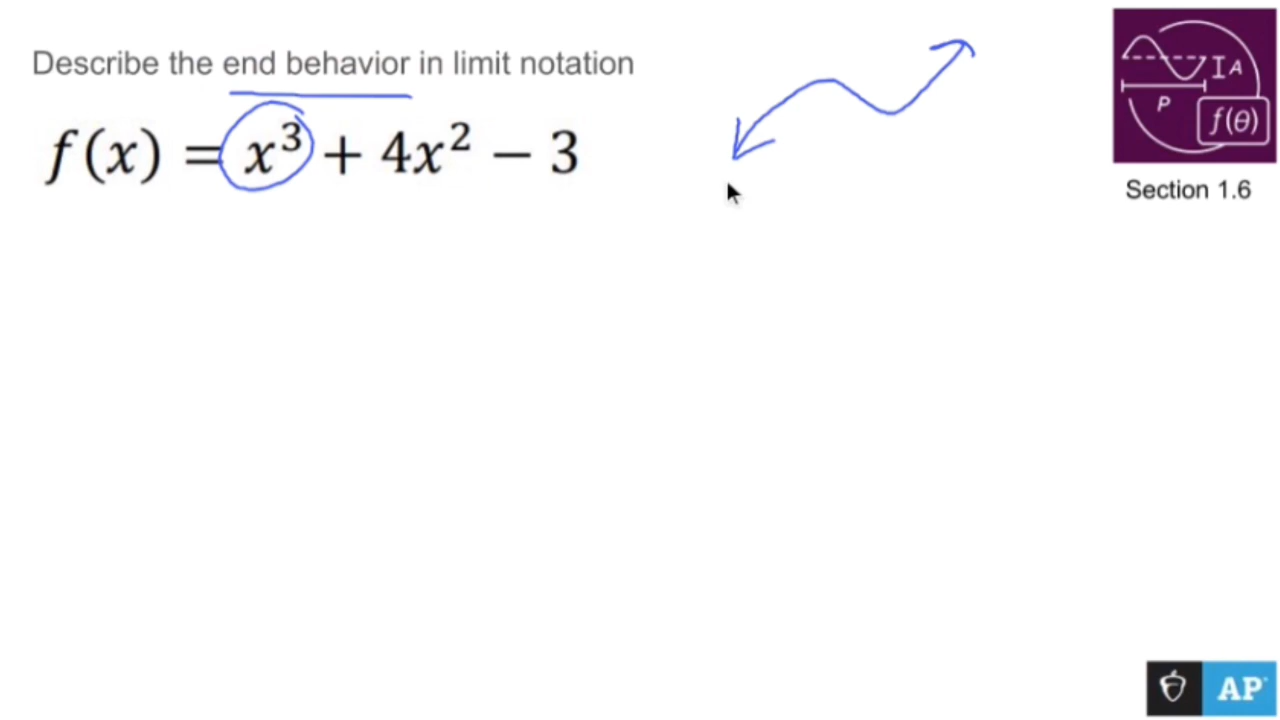 Describe the end behavior in limit notation
f(x) = x³ + 4x² − 3
A
P
f(θ)
Section 1.6
AP